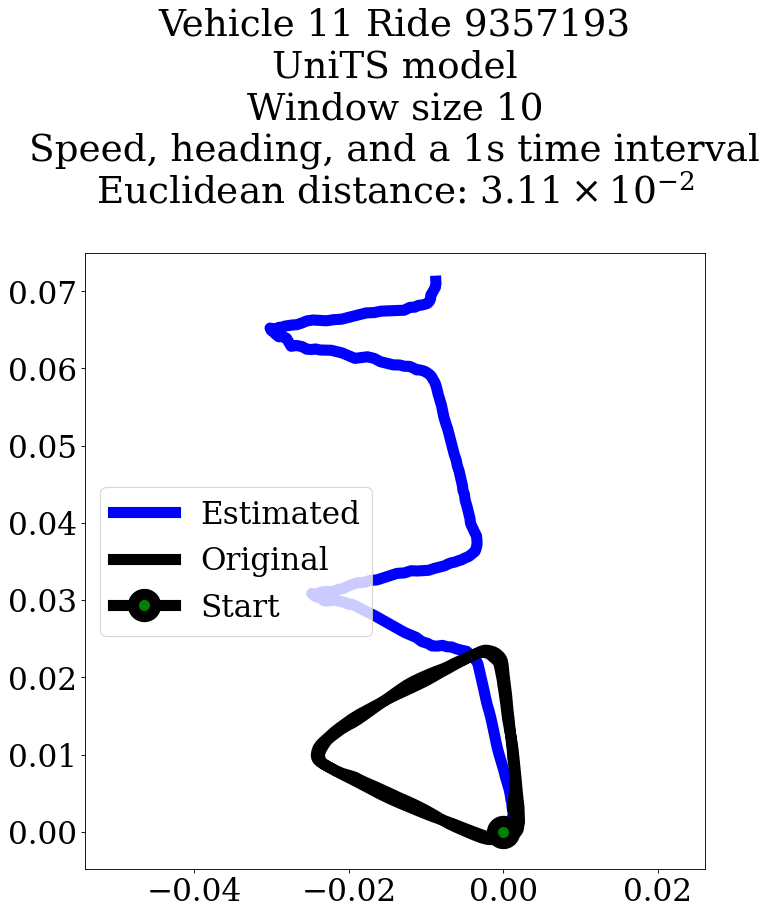 Vehicle 11 Ride 9357193
UniTS model
Window size 10
Speed, heading, and a 1s time interval
Euclidean distance: 3.11 × 10⁻²
0.07
0.06
0.05
0.04
0.03
0.02
0.01
0.00
Estimated
Original
Start
−0.04
−0.02
0.00
0.02